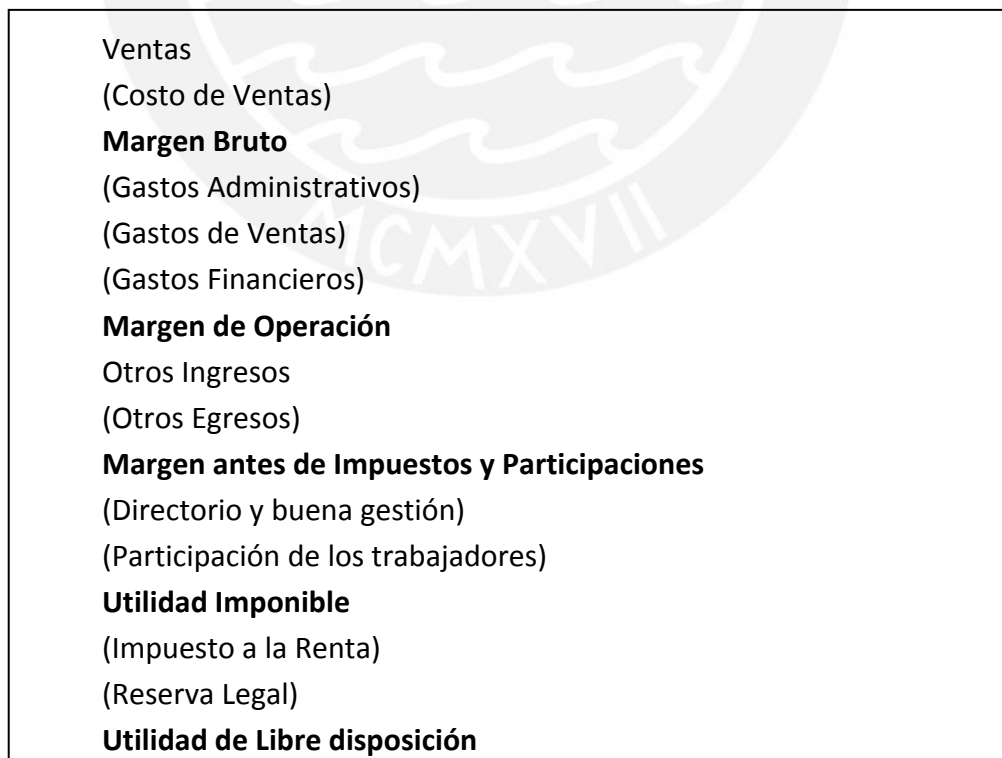 Ventas
(Costo de Ventas)
Margen Bruto
(Gastos Administrativos)
(Gastos de Ventas)
(Gastos Financieros)
MCMXVII
Margen de Operación
Otros Ingresos
(Otros Egresos)
Margen antes de Impuestos y Participaciones
(Directorio y buena gestión)
(Participación de los trabajadores)
Utilidad Imponible
(Impuesto a la Renta)
(Reserva Legal)
Utilidad de Libre disposición